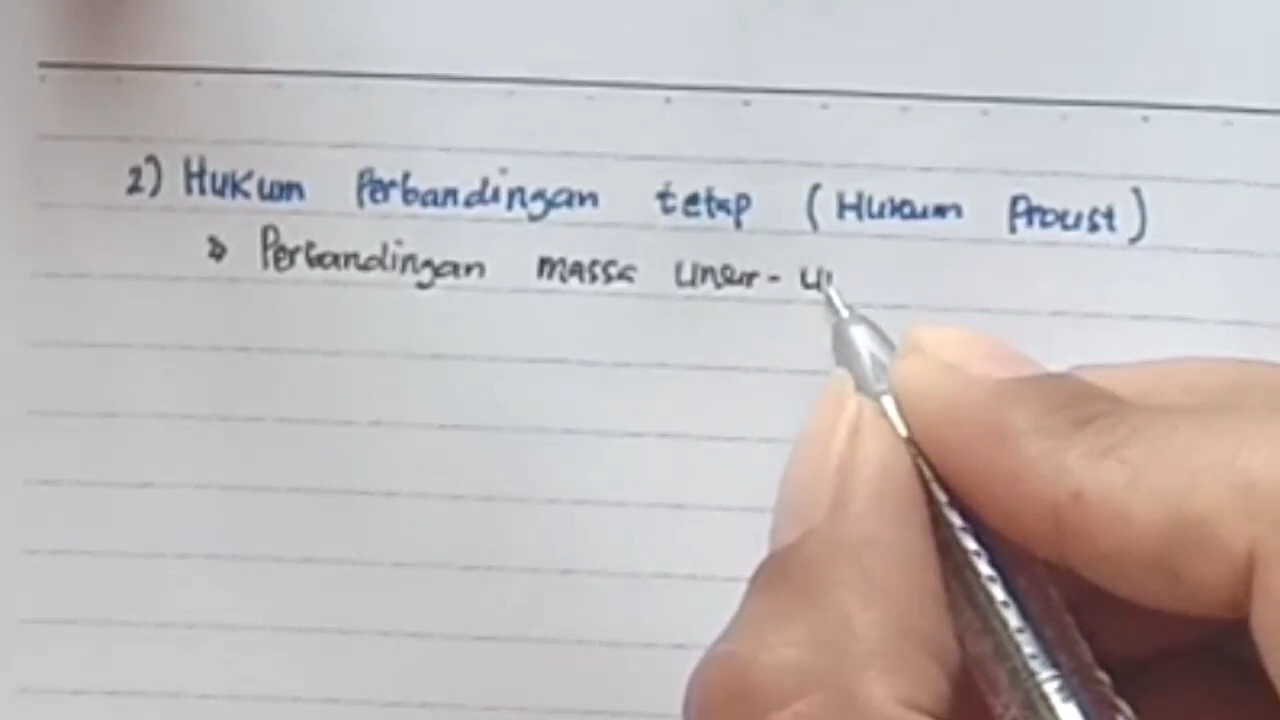 2) Hukum Perbandingan tetap (Hukum Proust)
» Perbandingan massa unsur- u